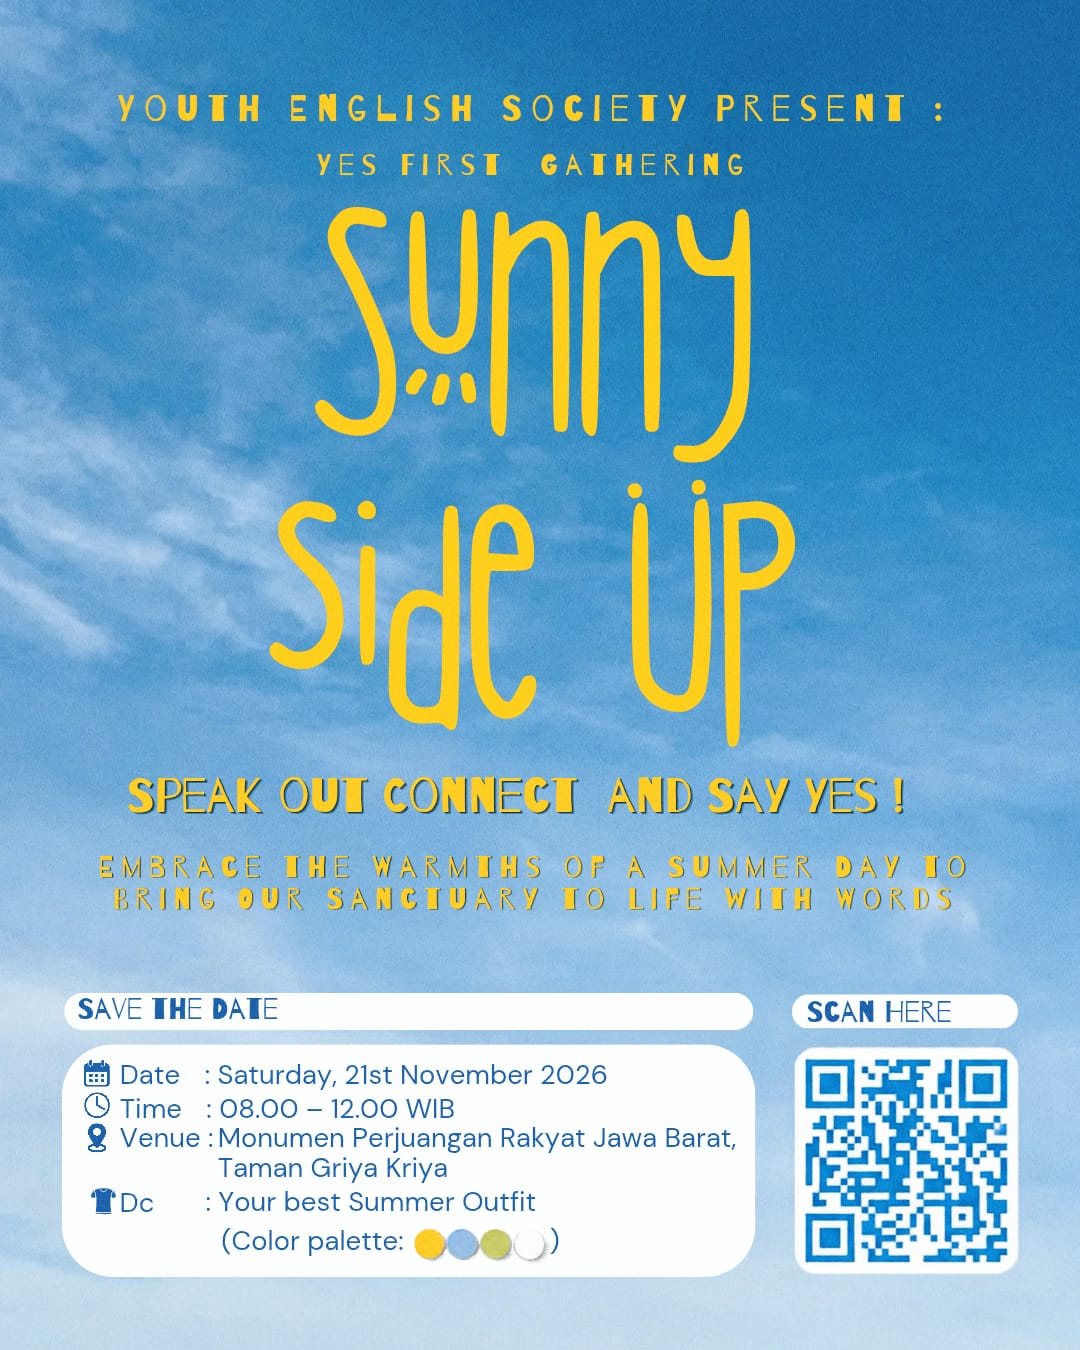 YOUTH ENGLISH SOCIETY PRESENT :
YES FIRST GATHERING
Sunny
Side Up
SPEAK OUT CONNECT AND SAY YES !
EMBRACE THE WARMTHS OF A SUMMER DAY TO
BRING OUR SANCTUARY TO LIFE WITH WORDS
SAVE THE DATE
Date : Saturday, 21st November 2026
Time : 08.00 – 12.00 WIB
Venue : Monumen Perjuangan Rakyat Jawa Barat,
Taman Griya Kriya
Dc : Your best Summer Outfit
(Color palette: )
SCAN HERE